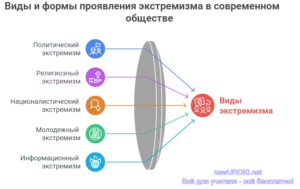 Виды и формы проявления экстремизма в современном
обществе
Политический
экстремизм
Религиозный
экстремизм
Националистический
экстремизм
Молодежный
экстремизм
Информационный
экстремизм
Виды
экстремизма
newUROKI.net
Всё для учителя - всё бесплатно!